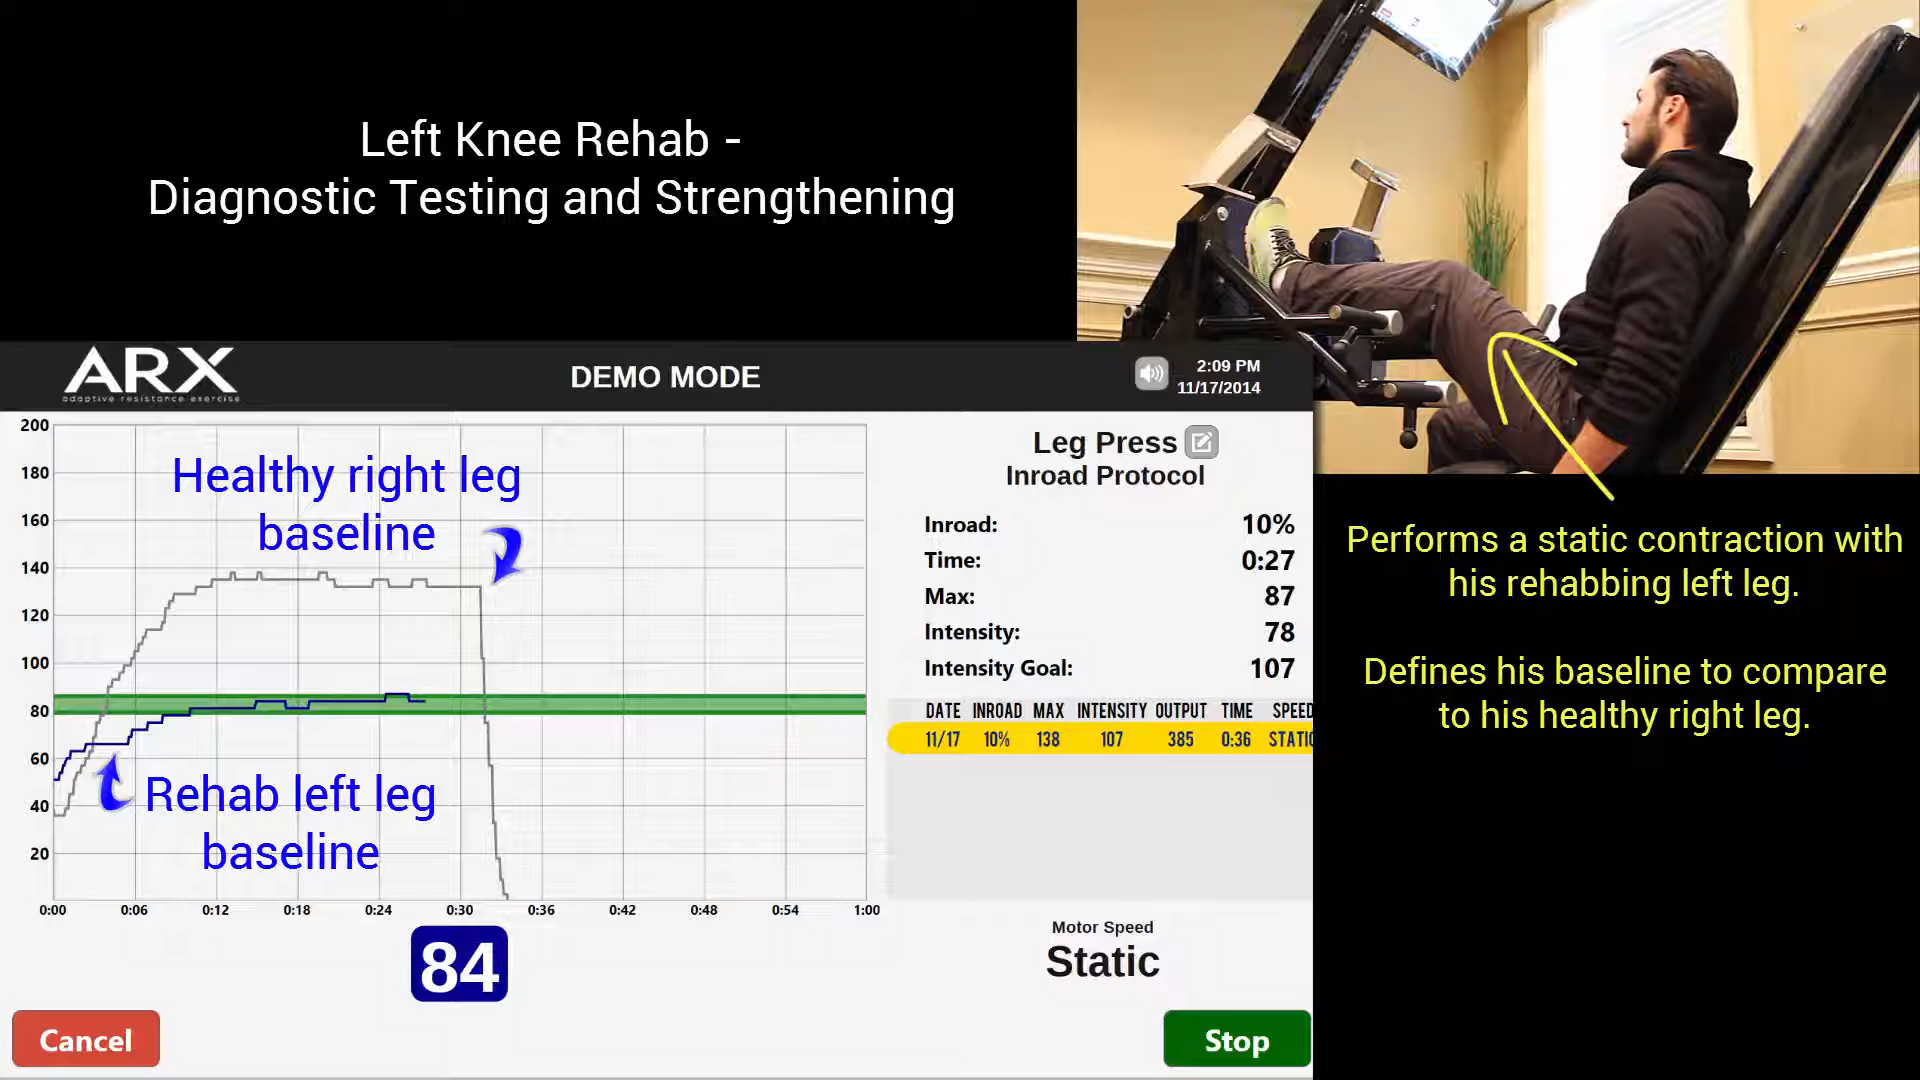 Left Knee Rehab -
Diagnostic Testing and Strengthening
ARX
adaptive resistance exercise
DEMO MODE
2:09 PM
11/17/2014
200
180
160
140
120
100
80
60
40
20
Healthy right leg
baseline
Rehab left leg
baseline
0:00 0:06 0:12 0:18 0:24 0:30 0:36 0:42 0:48 0:54 1:00
84
Cancel
Leg Press
Inroad Protocol
Inroad: 10%
Time: 0:27
Max: 87
Intensity: 78
Intensity Goal: 107
DATE INROAD MAX INTENSITY OUTPUT TIME SPEED
11/17 10% 138 107 385 0:36 STATIC
Motor Speed
Static
Stop
Performs a static contraction with
his rehabbing left leg.
Defines his baseline to compare
to his healthy right leg.